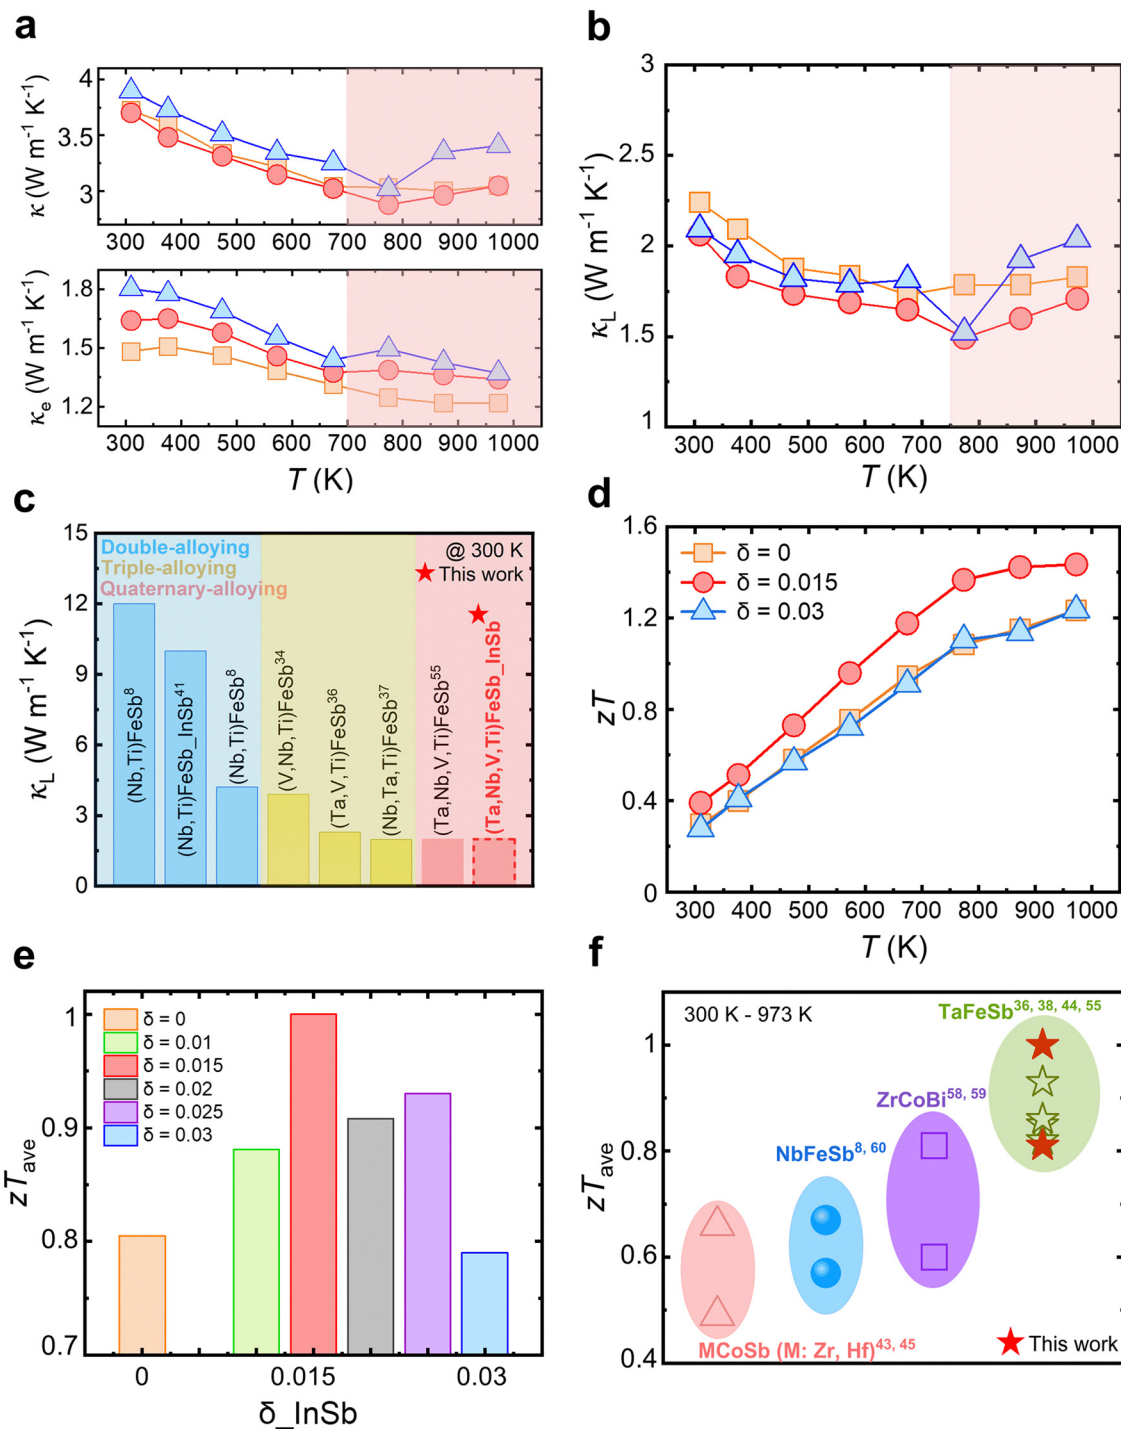 a
4
3.5
3
κ (W m⁻¹ K⁻¹)
300 400 500 600 700 800 900 1000
1.8
1.5
1.2
κₑ (W m⁻¹ K⁻¹)
300 400 500 600 700 800 900 1000
T (K)
b
3
2.5
2
1.5
1
κL (W m⁻¹ K⁻¹)
300 400 500 600 700 800 900 1000
T (K)
c
15
12
9
6
3
0
κL (W m⁻¹ K⁻¹)
Double-alloying
Triple-alloying
Quaternary-alloying
@ 300 K
★ This work
(Nb,Ti)FeSb⁸
(Nb,Ti)FeSb_InSb⁴¹
(Nb,Ti)FeSb⁸
(V,Nb,Ti)FeSb³⁴
(Ta,V,Ti)FeSb³⁶
(Nb,Ta,Ti)FeSb³⁷
(Ta,Nb,V,Ti)FeSb⁵⁵
(Ta,Nb,V,Ti)FeSb_InSb
d
1.6
1.2
0.8
0.4
0
zT
δ = 0
δ = 0.015
δ = 0.03
300 400 500 600 700 800 900 1000
T (K)
e
1
0.9
0.8
0.7
zTave
δ = 0
δ = 0.01
δ = 0.015
δ = 0.02
δ = 0.025
δ = 0.03
0 0.015 0.03
δ_InSb
f
1
0.8
0.6
0.4
zTave
300 K - 973 K
TaFeSb³⁶, ³⁸, ⁴⁴, ⁵⁵
ZrCoBi⁵⁸, ⁵⁹
NbFeSb⁸, ⁶⁰
MCoSb (M: Zr, Hf)⁴³, ⁴⁵
★ This work